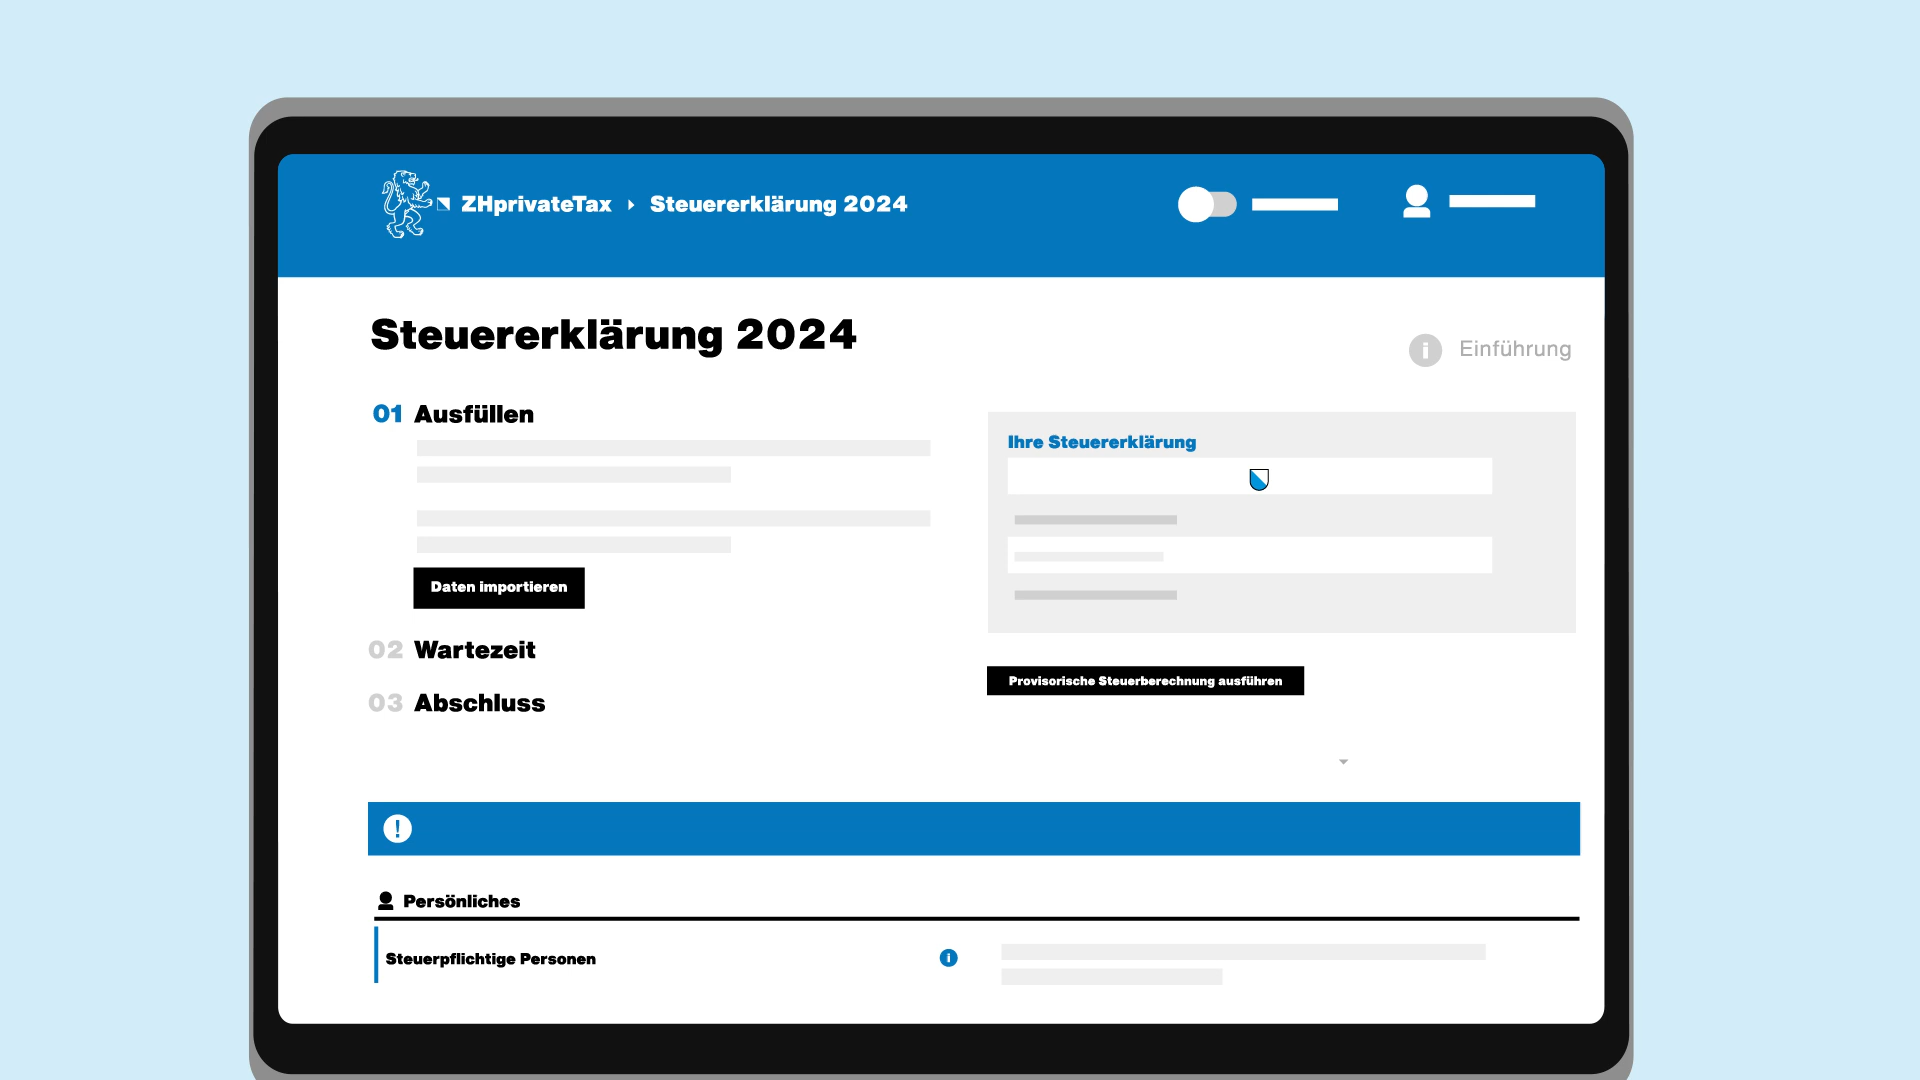 ZHprivateTax Steuererklärung 2024
Steuererklärung 2024
i Einführung
01 Ausfüllen
Daten importieren
02 Wartezeit
03 Abschluss
Ihre Steuererklärung
Provisorische Steuerberechnung ausführen
!
Persönliches
Steuerpflichtige Personen i